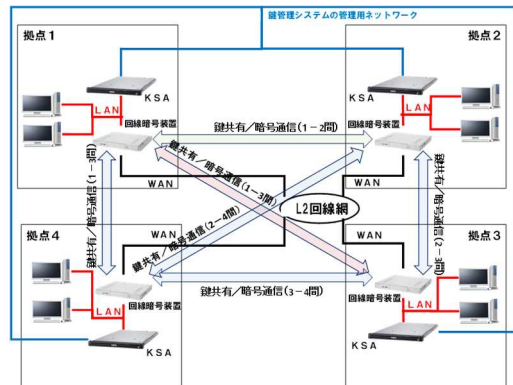 鍵管理システムの管理用ネットワーク
拠点1
拠点2
KSA
KSA
LAN
LAN
回線暗号装置
回線暗号装置
鍵共有/暗号通信(1-2間)
鍵共有/暗号通信(1-3間)
鍵共有/暗号通信(1-3間)
鍵共有/暗号通信(2-4間)
鍵共有/暗号通信(2-3間)
WAN
WAN
L2回線網
拠点4
拠点3
WAN
WAN
回線暗号装置
回線暗号装置
鍵共有/暗号通信(3-4間)
LAN
LAN
KSA
KSA